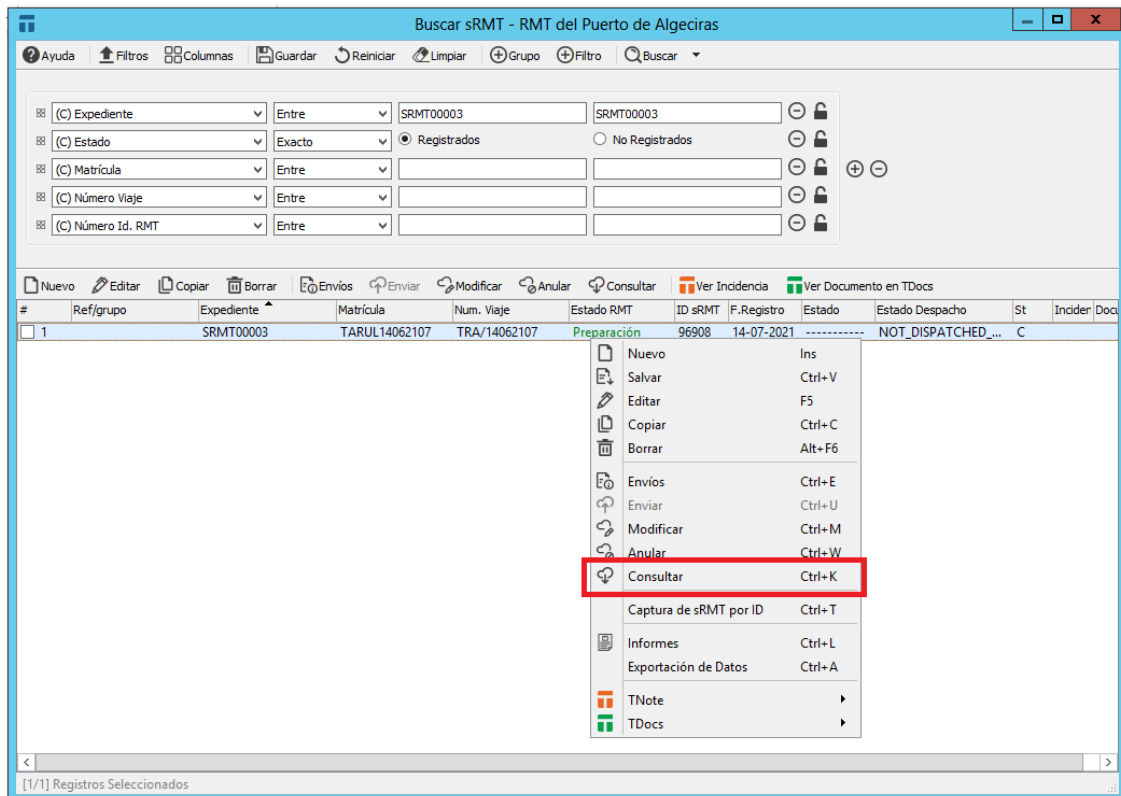 Buscar sRMT - RMT del Puerto de Algeciras
Ayuda Filtros Columnas Guardar Reiniciar Limpiar Grupo Filtro Buscar
(C) Expediente Entre SRMT00003 SRMT00003
(C) Estado Exacto Registrados No Registrados
(C) Matrícula Entre
(C) Número Viaje Entre
(C) Número Id. RMT Entre
Nuevo Editar Copiar Borrar Envíos Enviar Modificar Anular Consultar Ver Incidencia Ver Documento en TDocs
# Ref/grupo Expediente Matrícula Num. Viaje Estado RMT ID sRMT F.Registro Estado Estado Despacho St Inciden Docu
1 SRMT00003 TARUL14062107 TRA/14062107 Preparación 96908 14-07-2021 ----------- NOT_DISPATCHED_... C
Nuevo Ins
Salvar Ctrl+V
Editar F5
Copiar Ctrl+C
Borrar Alt+F6
Envíos Ctrl+E
Enviar Ctrl+U
Modificar Ctrl+M
Anular Ctrl+W
Consultar Ctrl+K
Captura de sRMT por ID Ctrl+T
Informes Ctrl+L
Exportación de Datos Ctrl+A
TNote
TDocs
[1/1] Registros Seleccionados